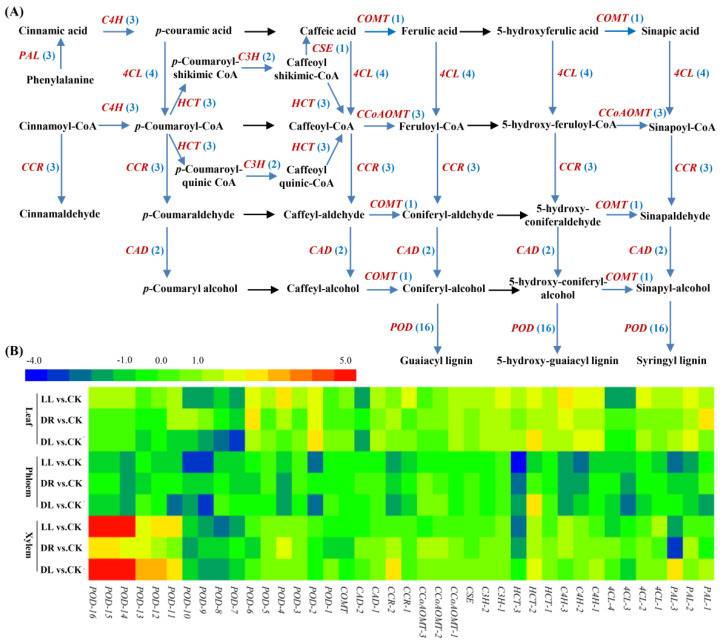 (A)
C4H (3) COMT (1) COMT (1)
Cinnamic acid p-couramic acid Caffeic acid Ferulic acid 5-hydroxyferulic acid Sinapic acid
PAL (3) p-Coumaroyl-shikimic CoA C3H (2) CSE (1) Caffeoyl shikimic-CoA
Phenylalanine 4CL (4) 4CL (4) 4CL (4) 4CL (4) 4CL (4)
HCT (3) HCT (3)
C4H (3) CCoAOMT (3) CCoAOMT (3)
Cinnamoyl-CoA p-Coumaroyl-CoA Caffeoyl-CoA Feruloyl-CoA 5-hydroxy-feruloyl-CoA Sinapoyl-CoA
HCT (3) HCT (3)
CCR (3) CCR (3) p-Coumaroyl-quinic CoA C3H (2) Caffeoyl quinic-CoA CCR (3) CCR (3) CCR (3) CCR (3)
COMT (1) COMT (1)
Cinnamaldehyde p-Coumaraldehyde Caffeyl-aldehyde Coniferyl-aldehyde 5-hydroxy-coniferaldehyde Sinapaldehyde
CAD (2) CAD (2) CAD (2) CAD (2) CAD (2)
COMT (1) COMT (1)
p-Coumaryl alcohol Caffeyl-alcohol Coniferyl-alcohol 5-hydroxy-coniferyl-alcohol Sinapyl-alcohol
POD (16) POD (16) POD (16)
Guaiacyl lignin 5-hydroxy-guaiacyl lignin Syringyl lignin
(B)
-4.0 -1.0 0.0 1.0 5.0
Leaf
LL vs.CK
DR vs.CK
DL vs.CK
Phloem
LL vs.CK
DR vs.CK
DL vs.CK
Xylem
LL vs.CK
DR vs.CK
DL vs.CK
POD-16 POD-15 POD-14 POD-13 POD-12 POD-11 POD-10 POD-9 POD-8 POD-7 POD-6 POD-5 POD-4 POD-3 POD-2 POD-1 COMT CAD-2 CAD-1 CCR-2 CCR-1 CCoAOMT-3 CCoAOMT-2 CCoAOMT-1 CSE C3H-2 C3H-1 HCT-3 HCT-2 HCT-1 C4H-3 C4H-2 C4H-1 4CL-4 4CL-3 4CL-2 4CL-1 PAL-3 PAL-2 PAL-1